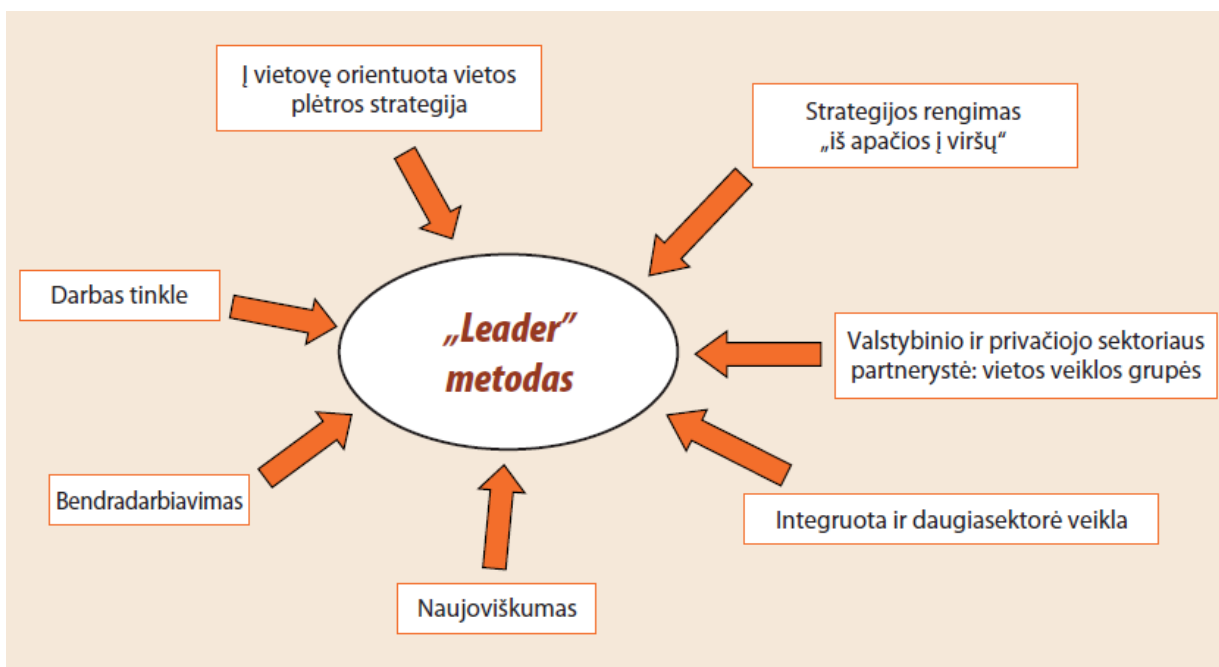 Į vietovę orientuota vietos
plėtros strategija
Strategijos rengimas
„iš apačios į viršų“
Darbas tinkle
„Leader”
metodas
Valstybinio ir privačiojo sektoriaus
partnerystė: vietos veiklos grupės
Bendradarbiavimas
Integruota ir daugiasektorė veikla
Naujoviškumas